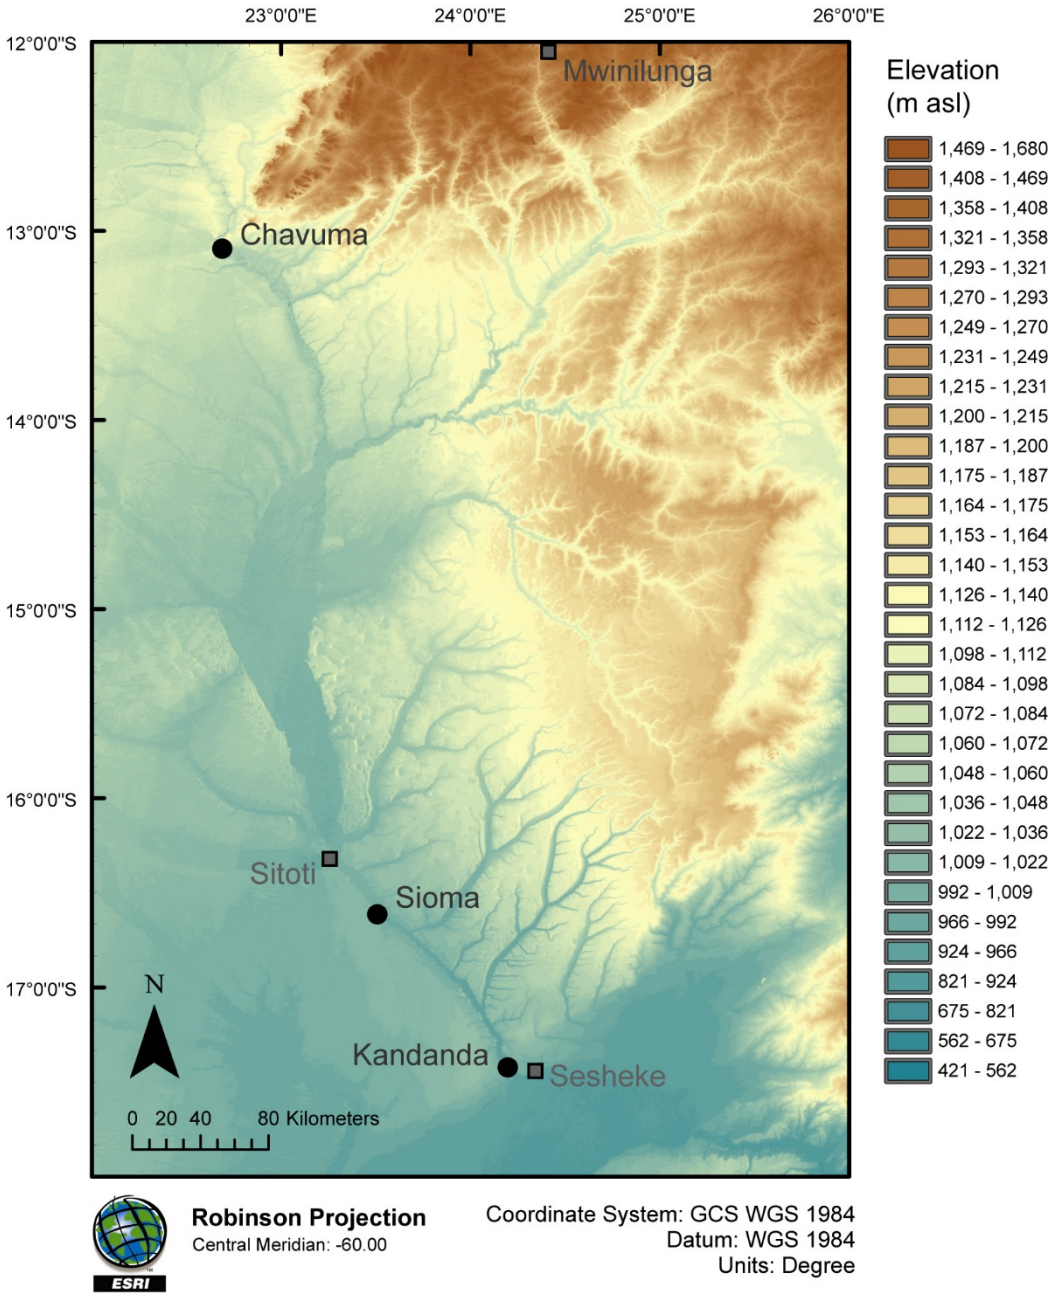 23°0'0"E 24°0'0"E 25°0'0"E 26°0'0"E
12°0'0"S
13°0'0"S
14°0'0"S
15°0'0"S
16°0'0"S
17°0'0"S
Mwinilunga
Chavuma
Sitoti
Sioma
Kandanda
Sesheke
N
0 20 40 80 Kilometers
Elevation
(m asl)
1,469 - 1,680
1,408 - 1,469
1,358 - 1,408
1,321 - 1,358
1,293 - 1,321
1,270 - 1,293
1,249 - 1,270
1,231 - 1,249
1,215 - 1,231
1,200 - 1,215
1,187 - 1,200
1,175 - 1,187
1,164 - 1,175
1,153 - 1,164
1,140 - 1,153
1,126 - 1,140
1,112 - 1,126
1,098 - 1,112
1,084 - 1,098
1,072 - 1,084
1,060 - 1,072
1,048 - 1,060
1,036 - 1,048
1,022 - 1,036
1,009 - 1,022
992 - 1,009
966 - 992
924 - 966
821 - 924
675 - 821
562 - 675
421 - 562
ESRI
Robinson Projection
Central Meridian: -60.00
Coordinate System: GCS WGS 1984
Datum: WGS 1984
Units: Degree